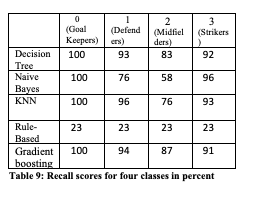 0 (Goal Keepers) 1 (Defend ers) 2 (Midfiel ders) 3 (Strikers )
Decision Tree 100 93 83 92
Naive Bayes 100 76 58 96
KNN 100 96 76 93
Rule-Based 23 23 23 23
Gradient boosting 100 94 87 91
Table 9: Recall scores for four classes in percent